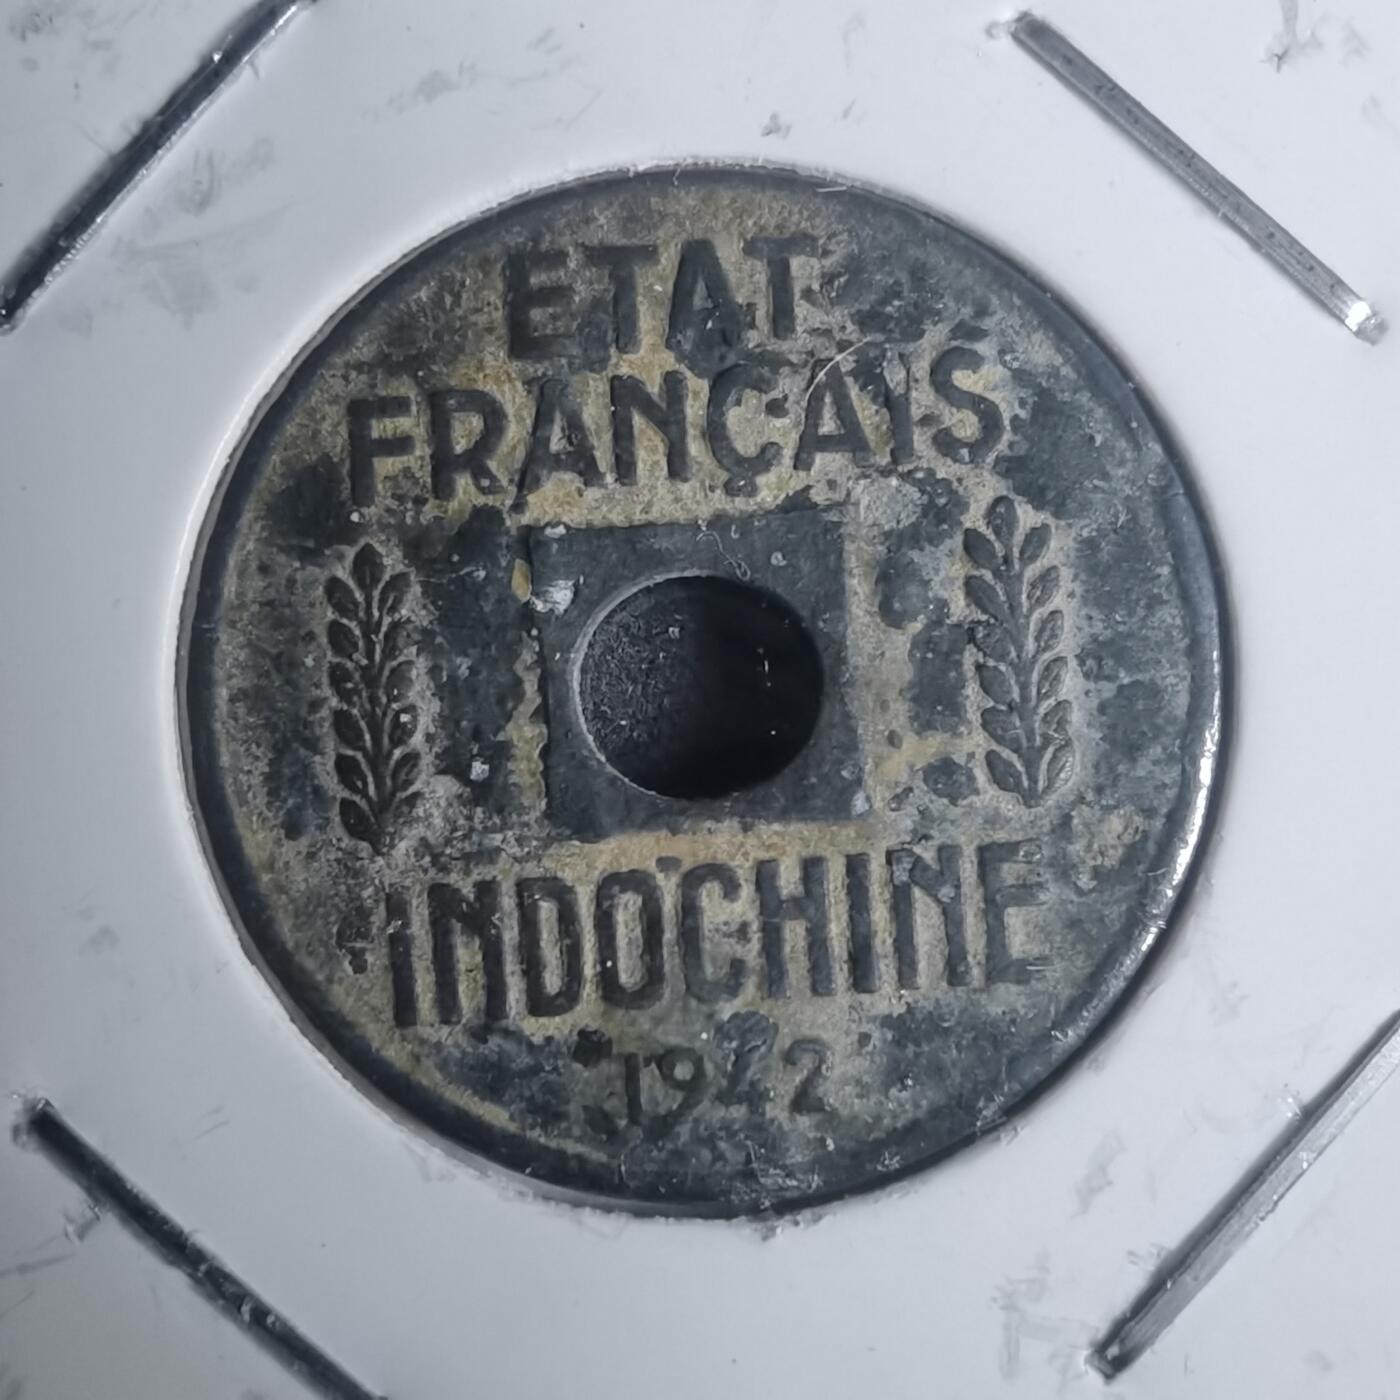 ETAT
FRANÇAIS
INDOCHINE
1942